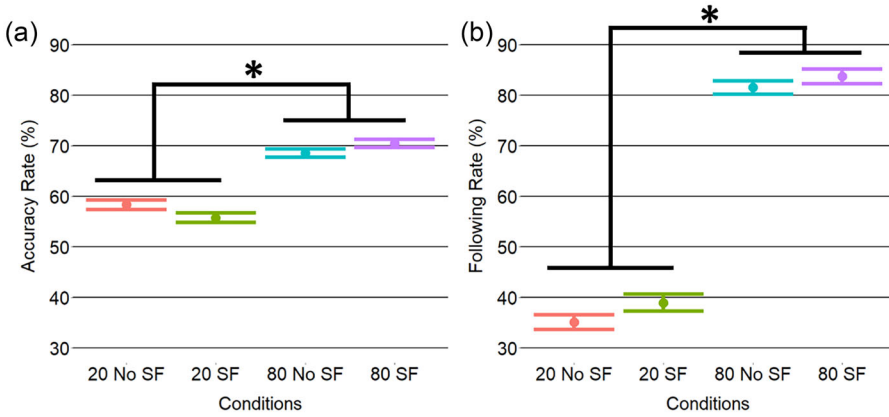 (a)
*
90
80
70
60
50
40
30
Accuracy Rate (%)
20 No SF 20 SF 80 No SF 80 SF
Conditions
(b)
*
90
80
70
60
50
40
30
Following Rate (%)
20 No SF 20 SF 80 No SF 80 SF
Conditions